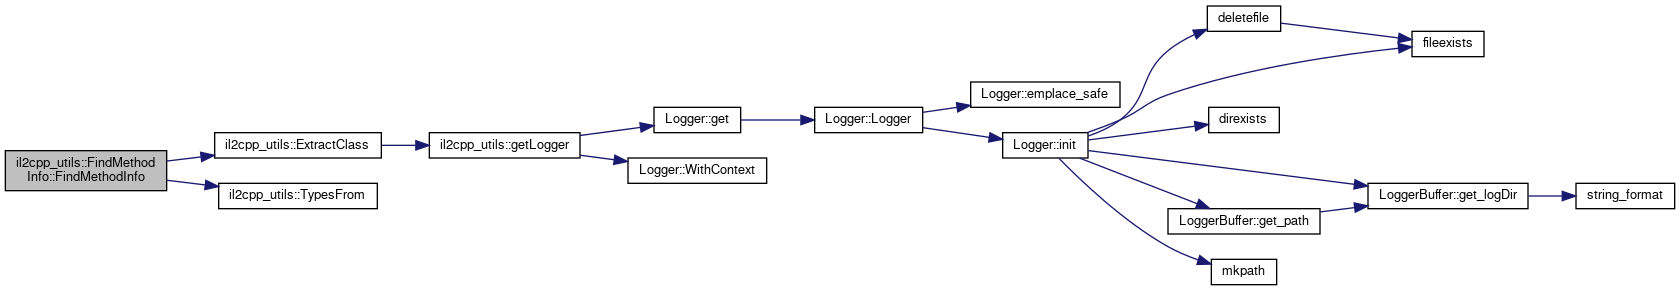 il2cpp_utils::FindMethod
Info::FindMethodInfo
il2cpp_utils::ExtractClass
il2cpp_utils::TypesFrom
il2cpp_utils::getLogger
Logger::get
Logger::WithContext
Logger::Logger
Logger::emplace_safe
Logger::init
deletefile
fileexists
direxists
LoggerBuffer::get_logDir
string_format
LoggerBuffer::get_path
mkpath